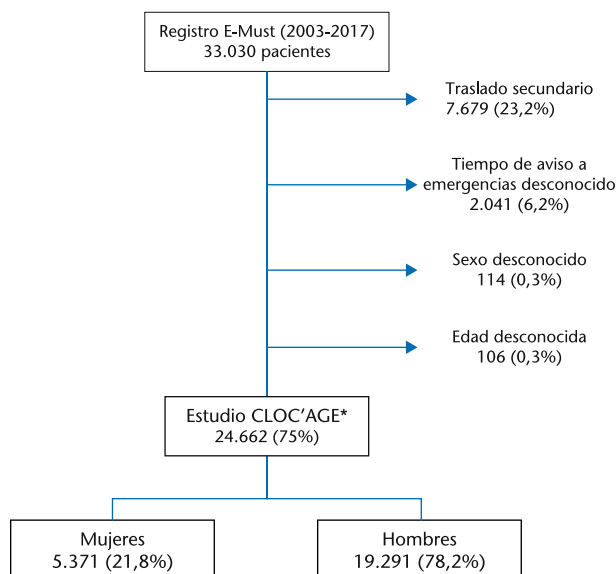 Registro E-Must (2003-2017)
33.030 pacientes
Traslado secundario
7.679 (23,2%)
Tiempo de aviso a
emergencias desconocido
2.041 (6,2%)
Sexo desconocido
114 (0,3%)
Edad desconocida
106 (0,3%)
Estudio CLOC’AGE*
24.662 (75%)
Mujeres
5.371 (21,8%)
Hombres
19.291 (78,2%)